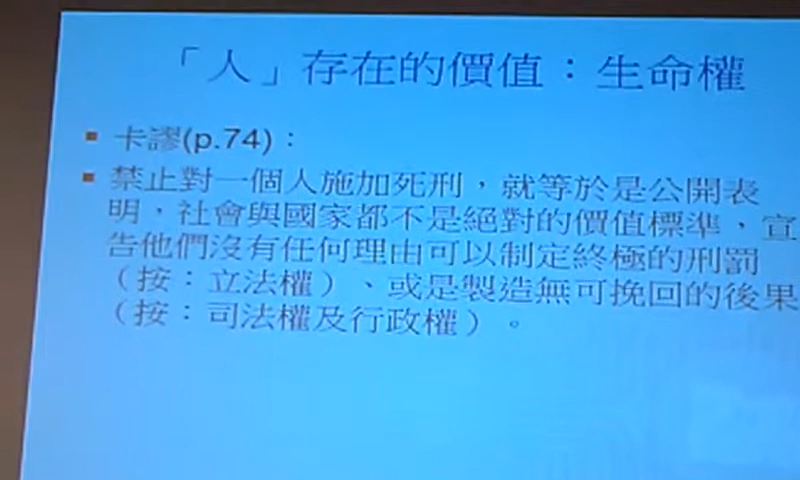 「人」存在的價值：生命權
▪ 卡謬(p.74)：
▪ 禁止對一個人施加死刑，就等於是公開表
明，社會與國家都不是絕對的價值標準，宣
告他們沒有任何理由可以制定終極的刑罰
（按：立法權）、或是製造無可挽回的後果
（按：司法權及行政權）。